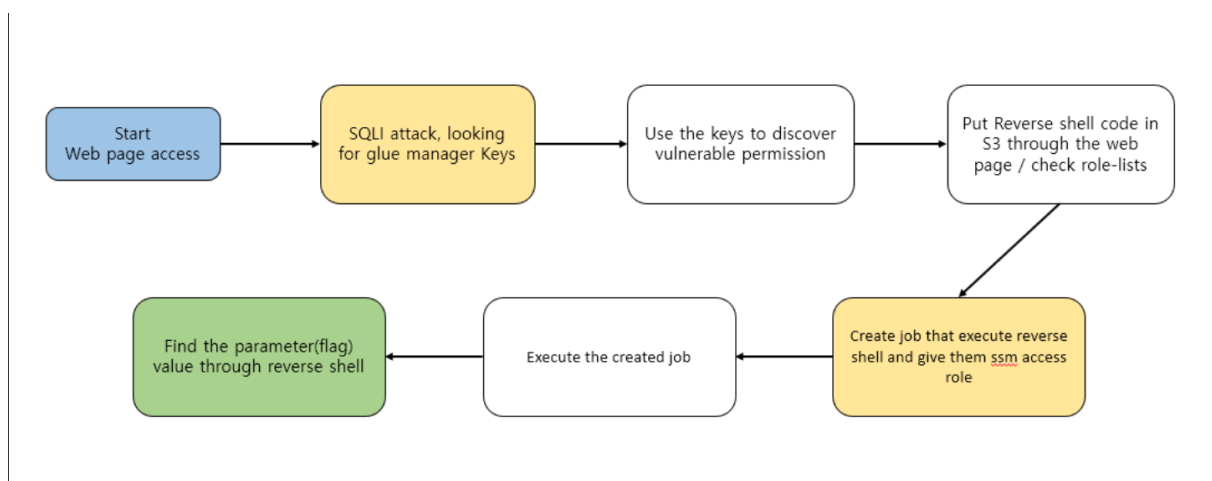 Start
Web page access
SQLI attack, looking
for glue manager Keys
Use the keys to discover
vulnerable permission
Put Reverse shell code in
S3 through the web
page / check role-lists
Create job that execute reverse
shell and give them ssm access
role
Execute the created job
Find the parameter(flag)
value through reverse shell